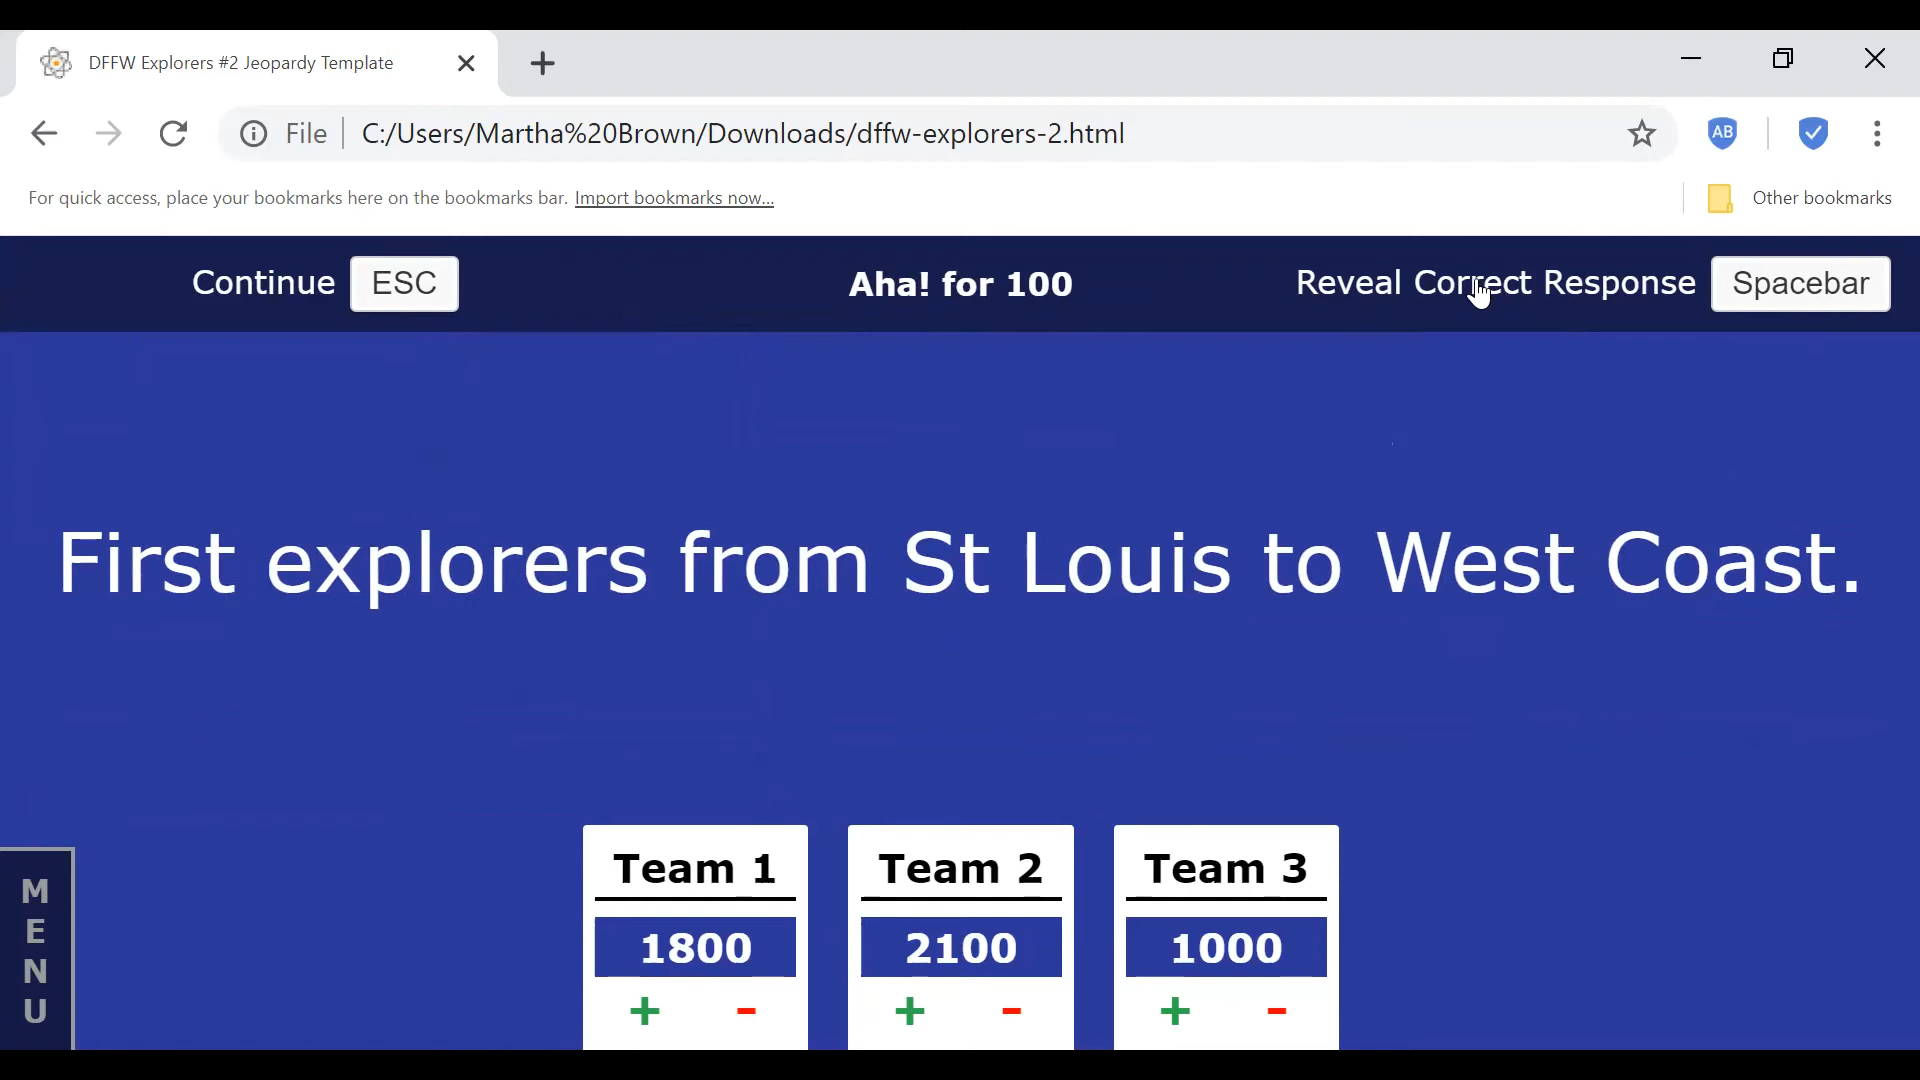 DFFW Explorers #2 Jeopardy Template
File C:/Users/Martha%20Brown/Downloads/dffw-explorers-2.html
AB
For quick access, place your bookmarks here on the bookmarks bar. Import bookmarks now...
Other bookmarks
Continue ESC
Aha! for 100
Reveal Correct Response Spacebar
First explorers from St Louis to West Coast.
MENU
Team 1 Team 2 Team 3
1800 2100 1000
+ - + - + -